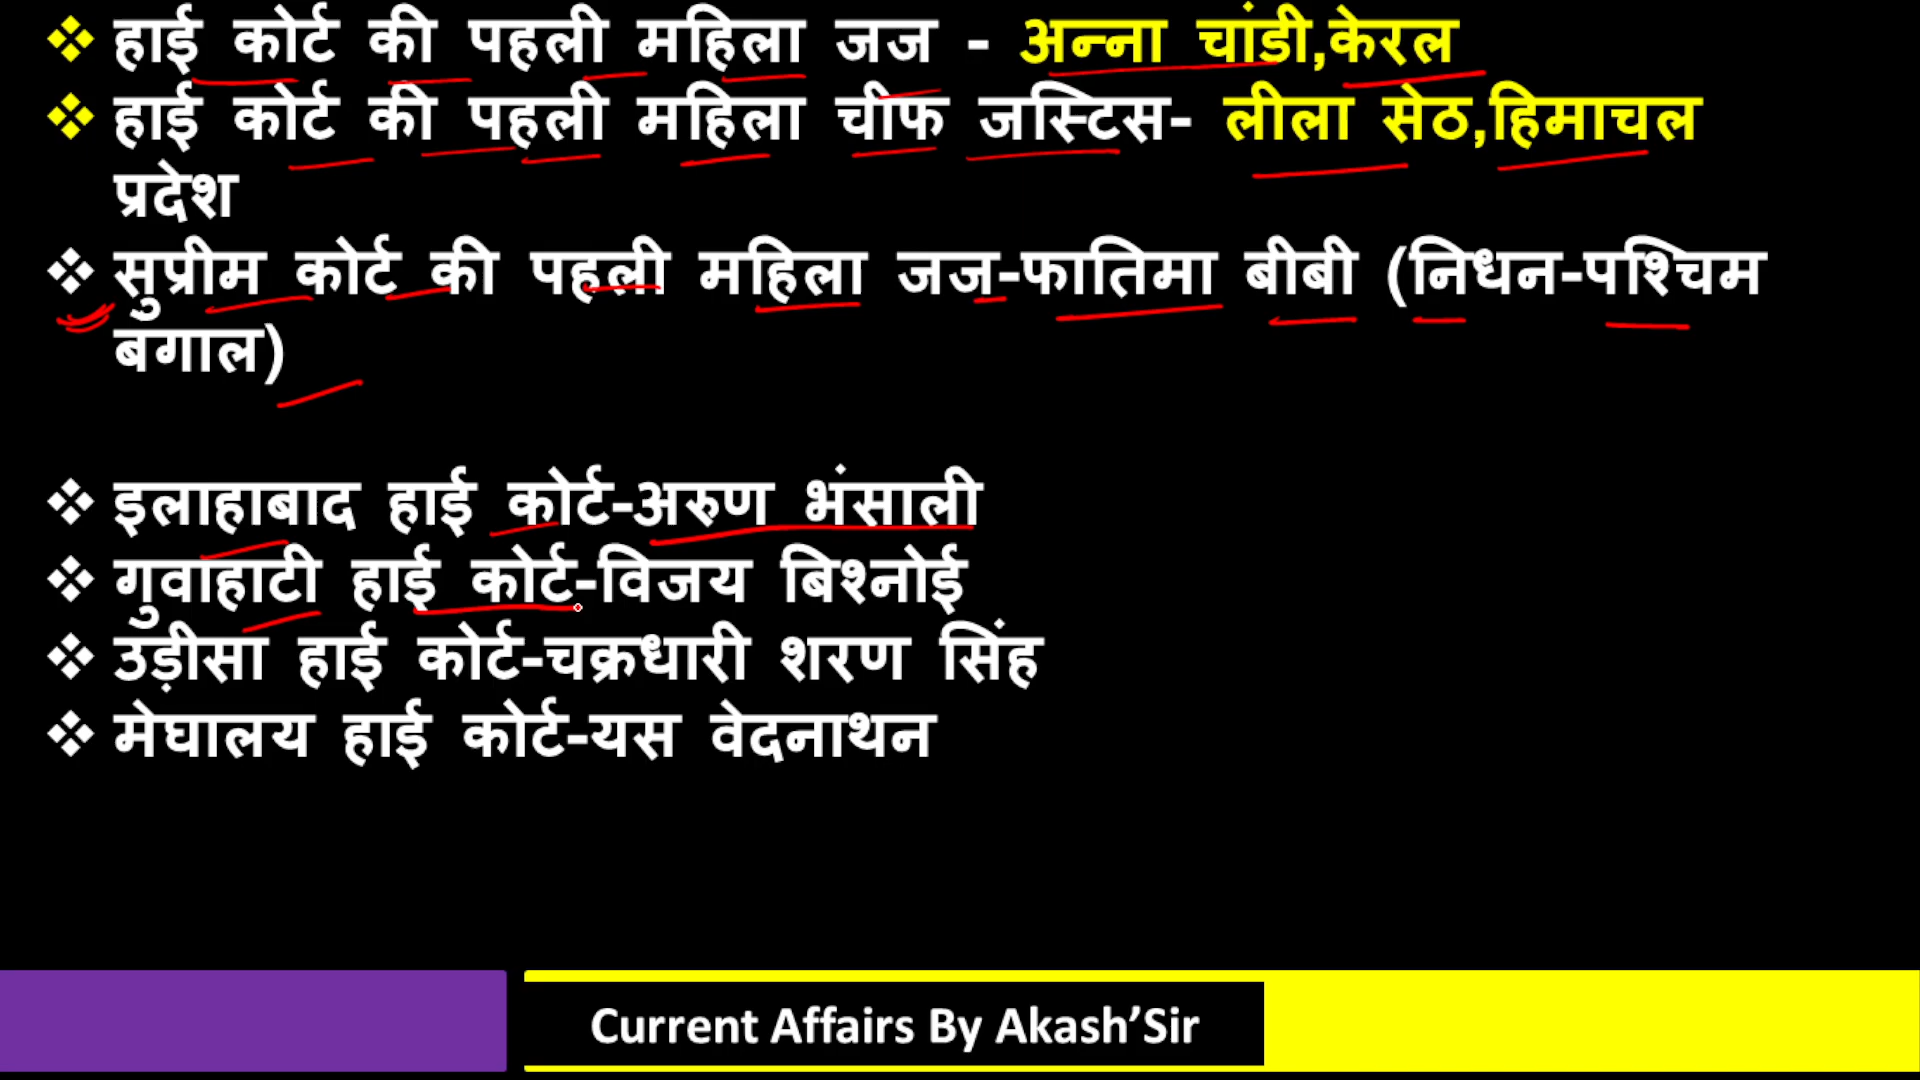 ❖ हाई कोर्ट की पहली महिला जज - अन्ना चांडी,केरल
❖ हाई कोर्ट की पहली महिला चीफ जस्टिस- लीला सेठ,हिमाचल
प्रदेश
❖ सुप्रीम कोर्ट की पहली महिला जज-फातिमा बीबी (निधन-पश्चिम
बगाल)
❖ इलाहाबाद हाई कोर्ट-अरुण भंसाली
❖ गुवाहाटी हाई कोर्ट-विजय बिश्नोई
❖ उड़ीसा हाई कोर्ट-चक्रधारी शरण सिंह
❖ मेघालय हाई कोर्ट-यस वेदनाथन
Current Affairs By Akash’Sir